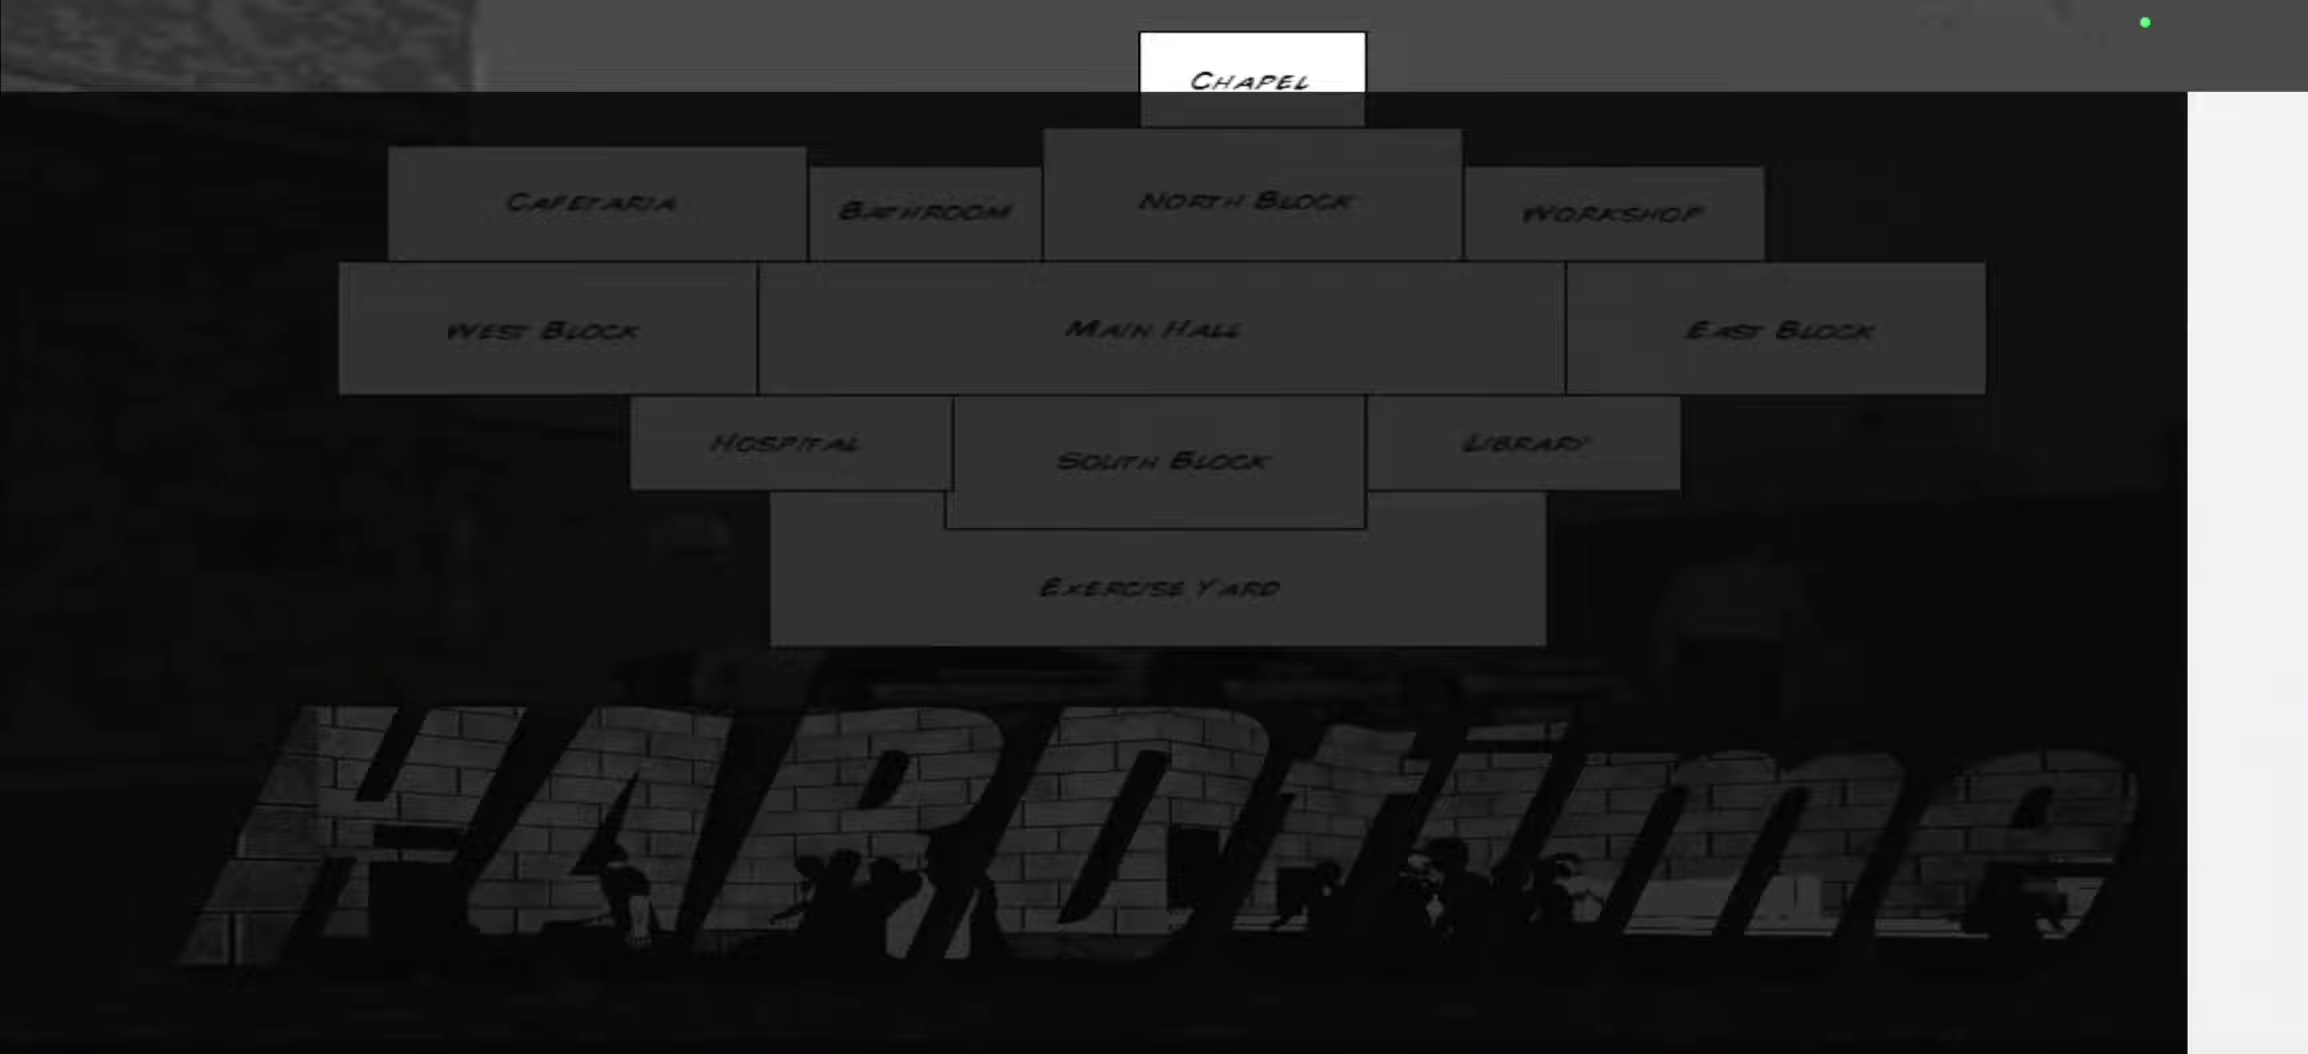 CHAPEL
CAFETARIA
BATHROOM
NORTH BLOCK
WORKSHOP
WEST BLOCK
MAIN HALL
EAST BLOCK
HOSPITAL
SOUTH BLOCK
LIBRARY
EXERCISE YARD
HARDtime